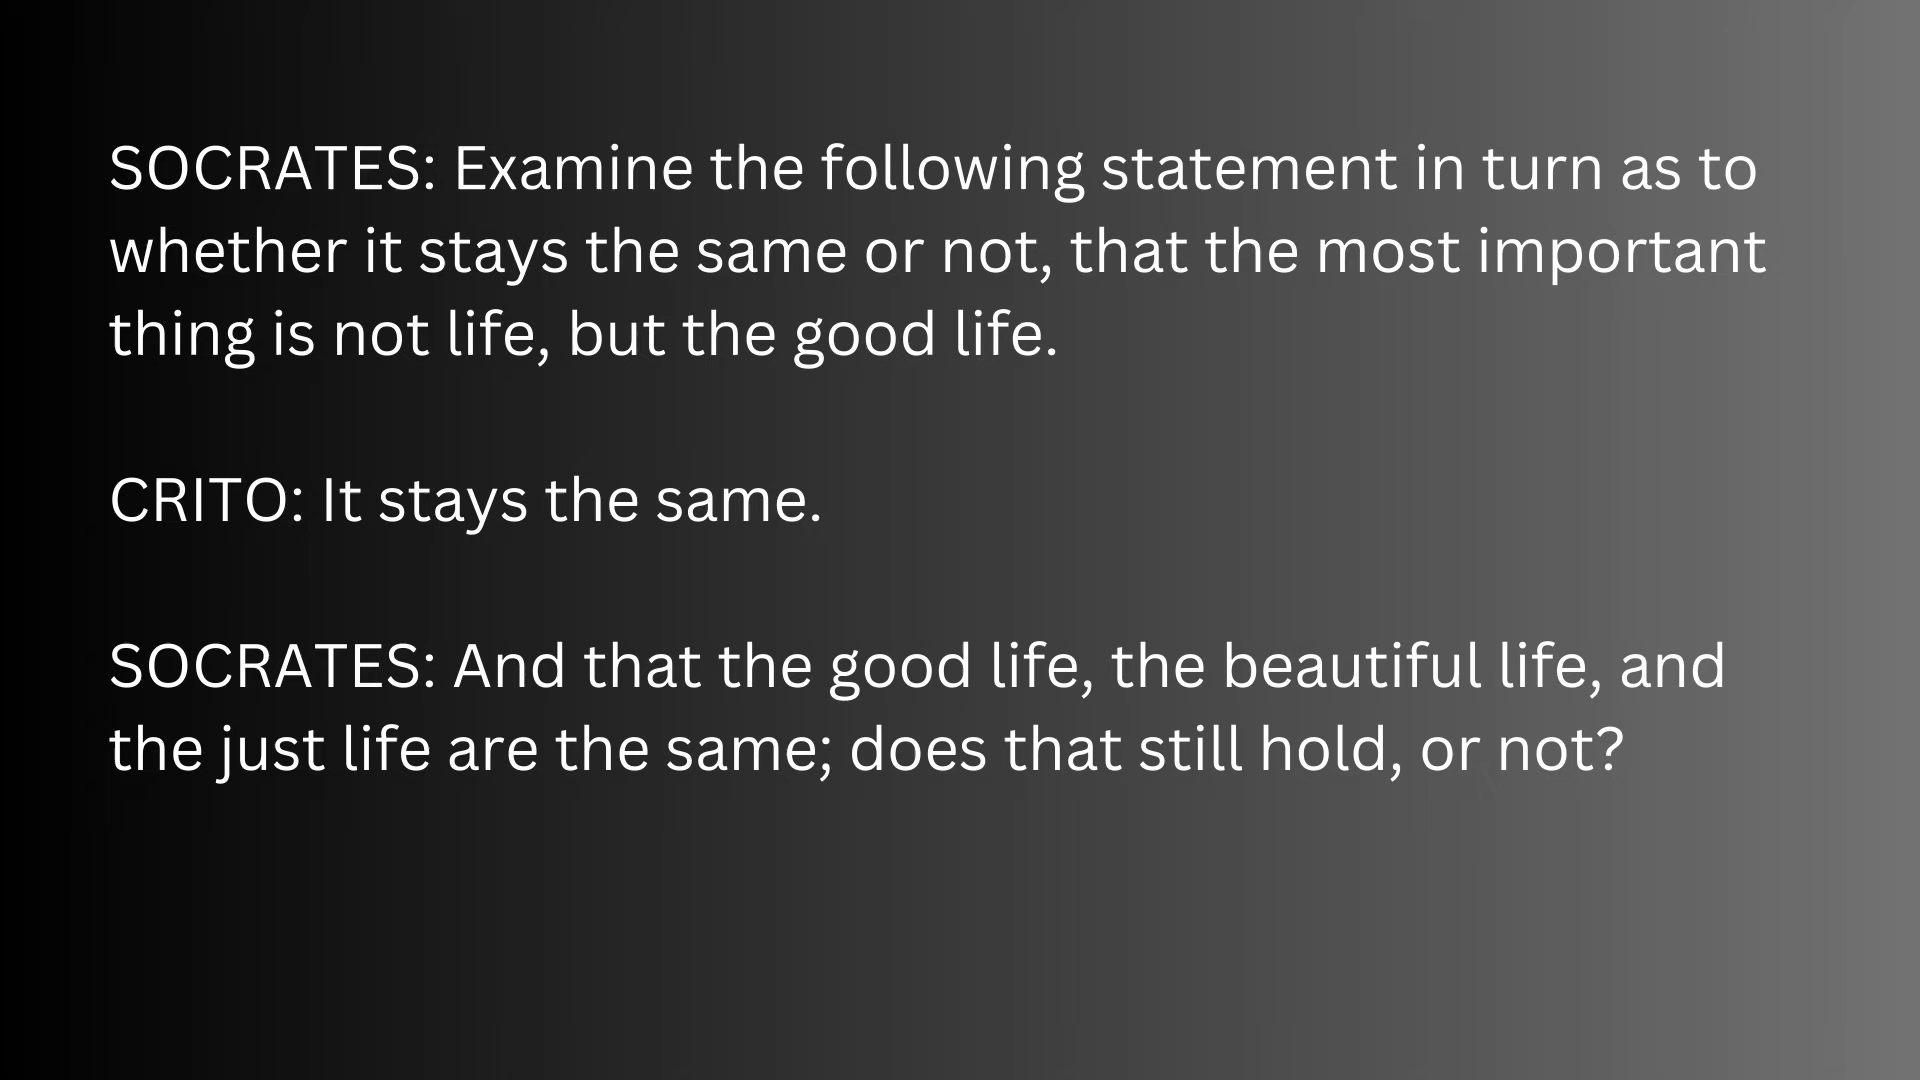 SOCRATES: Examine the following statement in turn as to
whether it stays the same or not, that the most important
thing is not life, but the good life.
CRITO: It stays the same.
SOCRATES: And that the good life, the beautiful life, and
the just life are the same; does that still hold, or not?